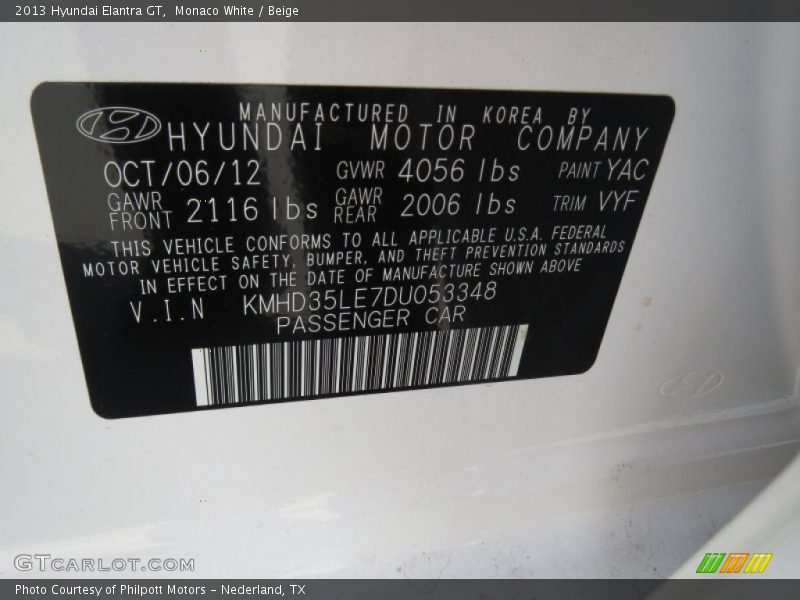 2013 Hyundai Elantra GT,  Monaco White / Beige
MANUFACTURED IN KOREA BY
HYUNDAI MOTOR COMPANY
OCT/06/12 GVWR 4056 lbs PAINT YAC
GAWR FRONT 2116 lbs GAWR REAR 2006 lbs TRIM VYF
THIS VEHICLE CONFORMS TO ALL APPLICABLE U.S.A. FEDERAL
MOTOR VEHICLE SAFETY, BUMPER, AND THEFT PREVENTION STANDARDS
IN EFFECT ON THE DATE OF MANUFACTURE SHOWN ABOVE
V.I.N KMHD35LE7DU053348
PASSENGER CAR
GTCARLOT.COM
Photo Courtesy of Philpott Motors - Nederland, TX